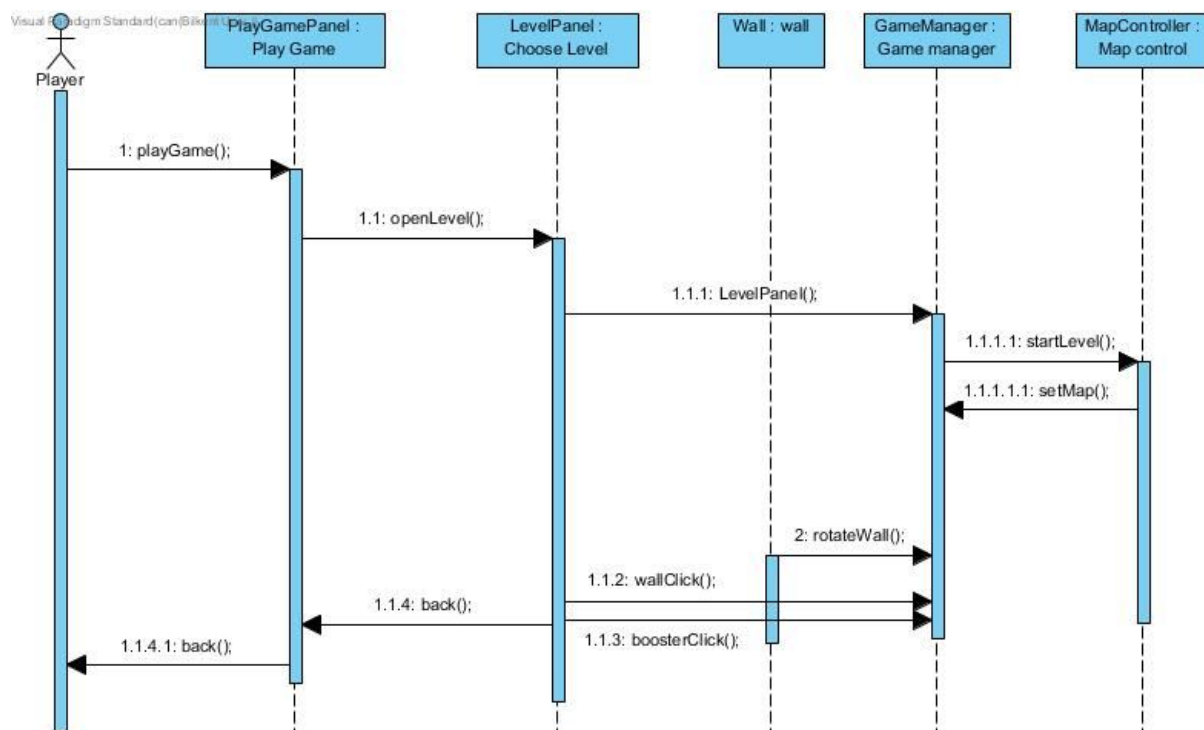 Visual Paradigm Standard(can(Bilkent
PlayGamePanel :
Play Game
LevelPanel :
Choose Level
Wall : wall
GameManager :
Game manager
MapController :
Map control
Player
1: playGame();
1.1: openLevel();
1.1.1: LevelPanel();
1.1.1.1: startLevel();
1.1.1.1.1: setMap();
2: rotateWall();
1.1.2: wallClick();
1.1.4: back();
1.1.3: boosterClick();
1.1.4.1: back();